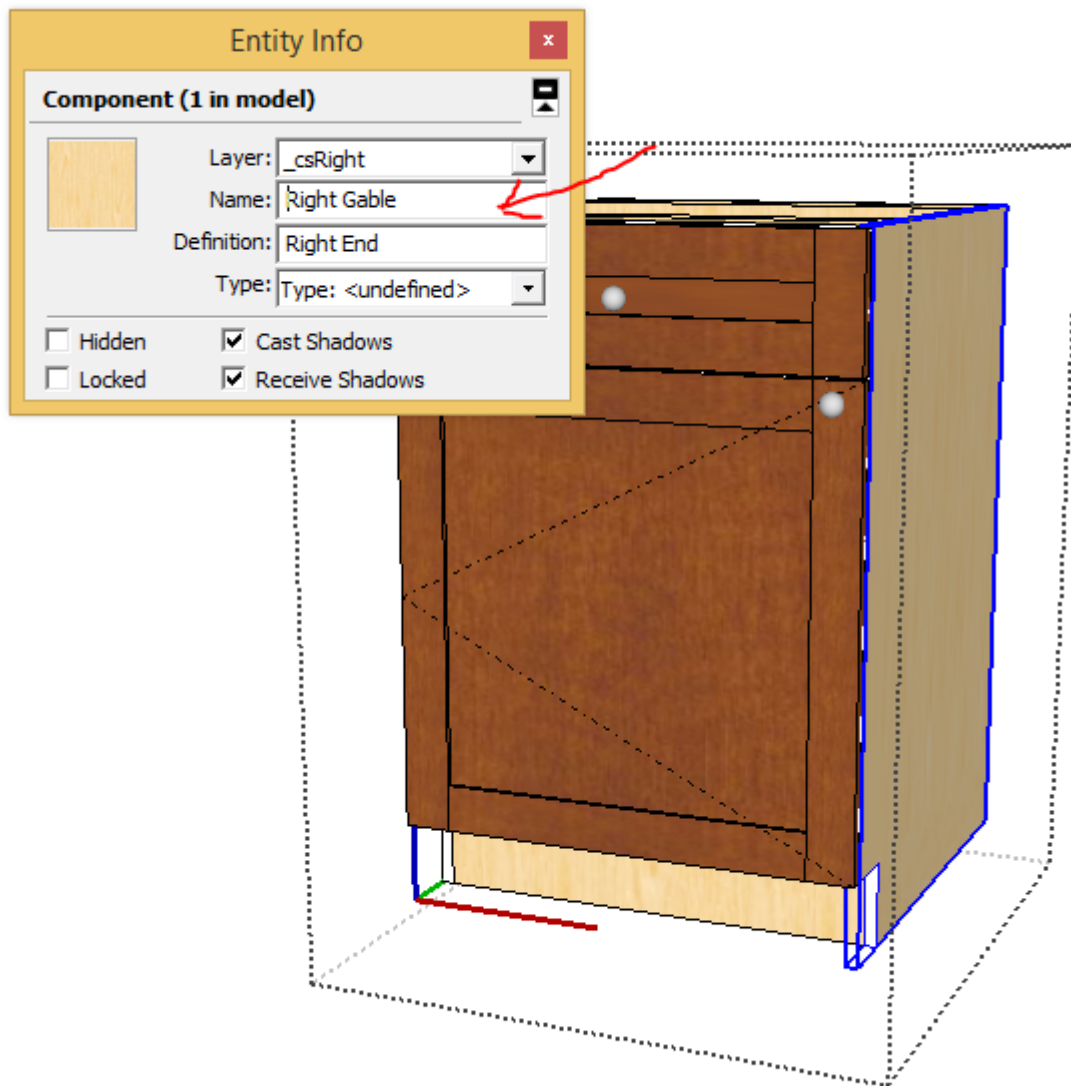 Entity Info
x
Component (1 in model)
Layer: _csRight
Name: Right Gable
Definition: Right End
Type: Type: <undefined>
Hidden Cast Shadows
Locked Receive Shadows